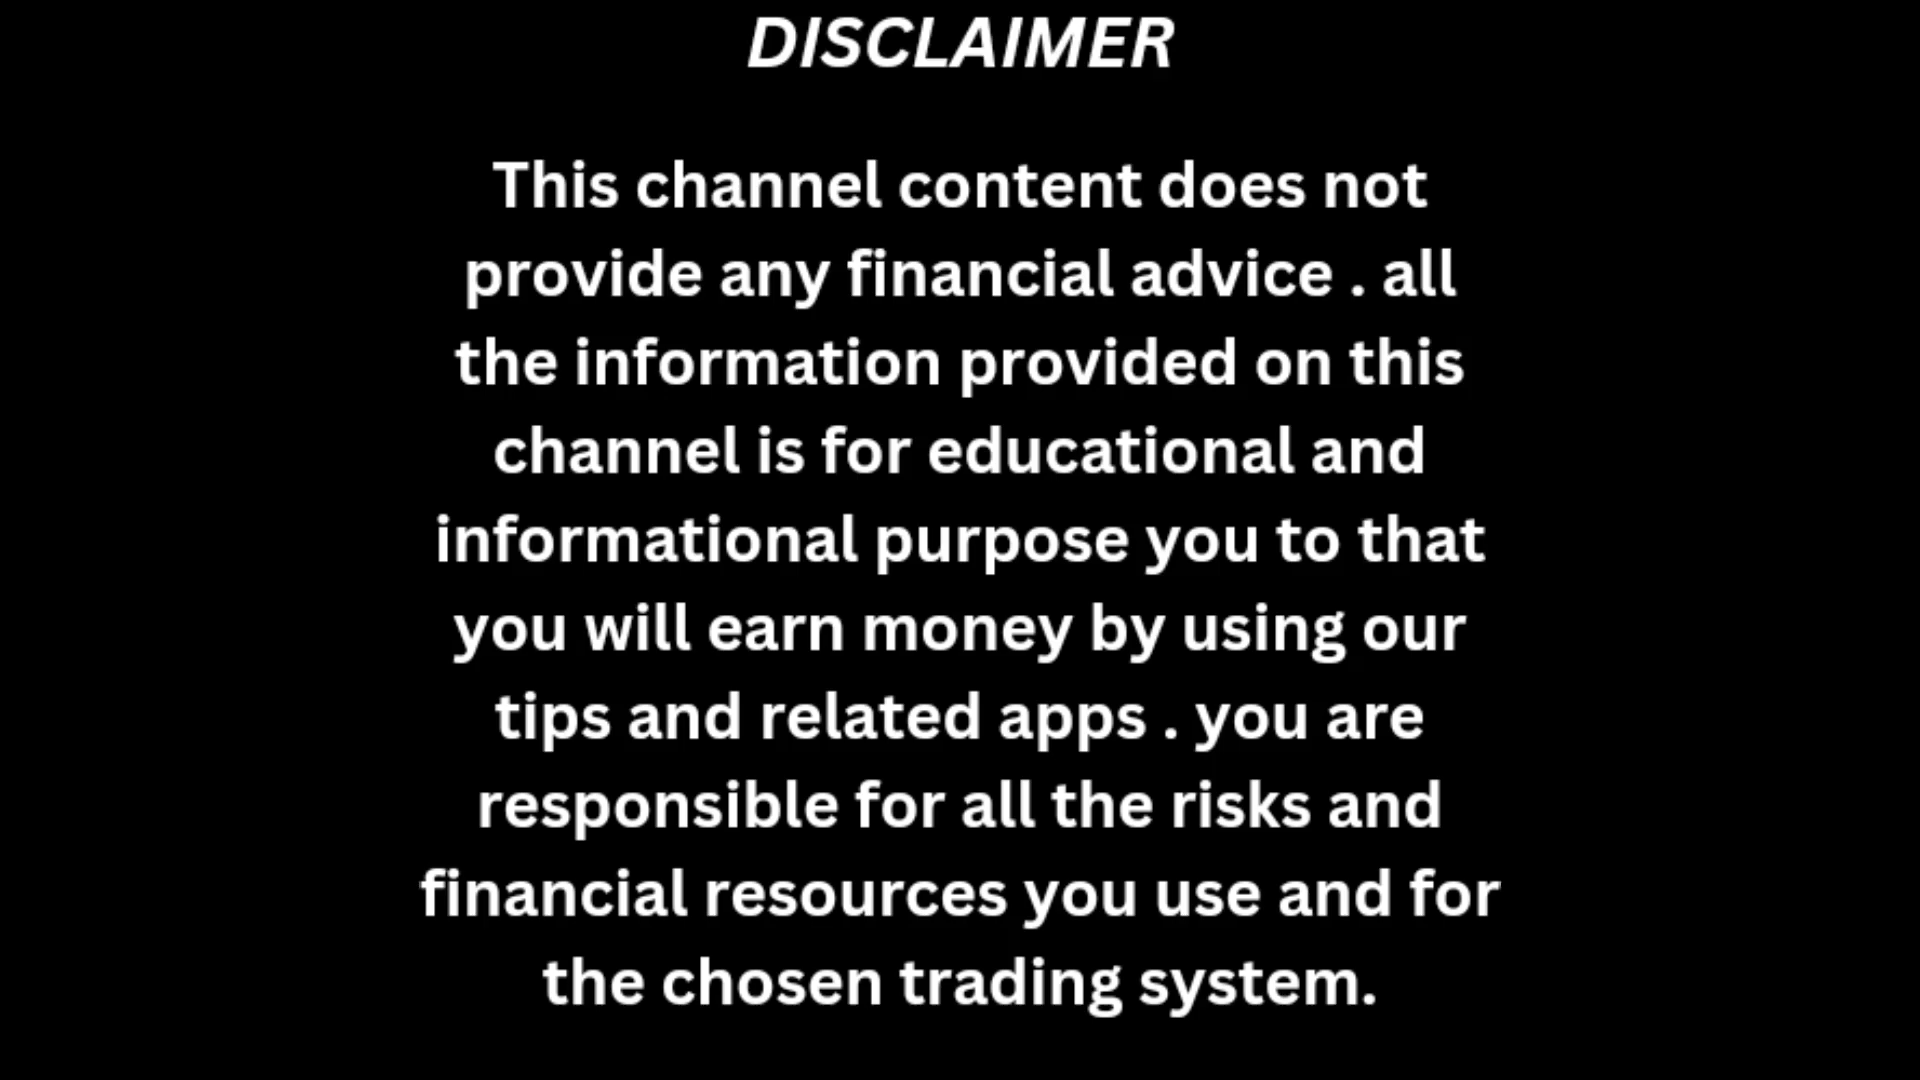 DISCLAIMER
This channel content does not
provide any financial advice . all
the information provided on this
channel is for educational and
informational purpose you to that
you will earn money by using our
tips and related apps . you are
responsible for all the risks and
financial resources you use and for
the chosen trading system.